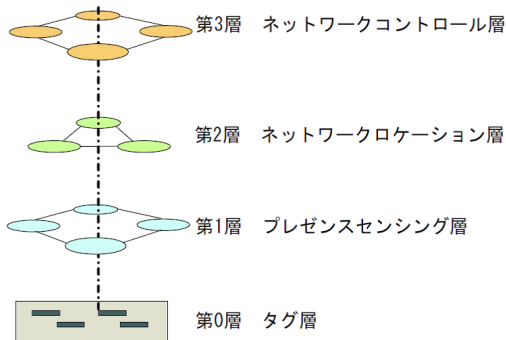 第3層 ネットワークコントロール層
第2層 ネットワークロケーション層
第1層 プレゼンスセンシング層
第0層 タグ層